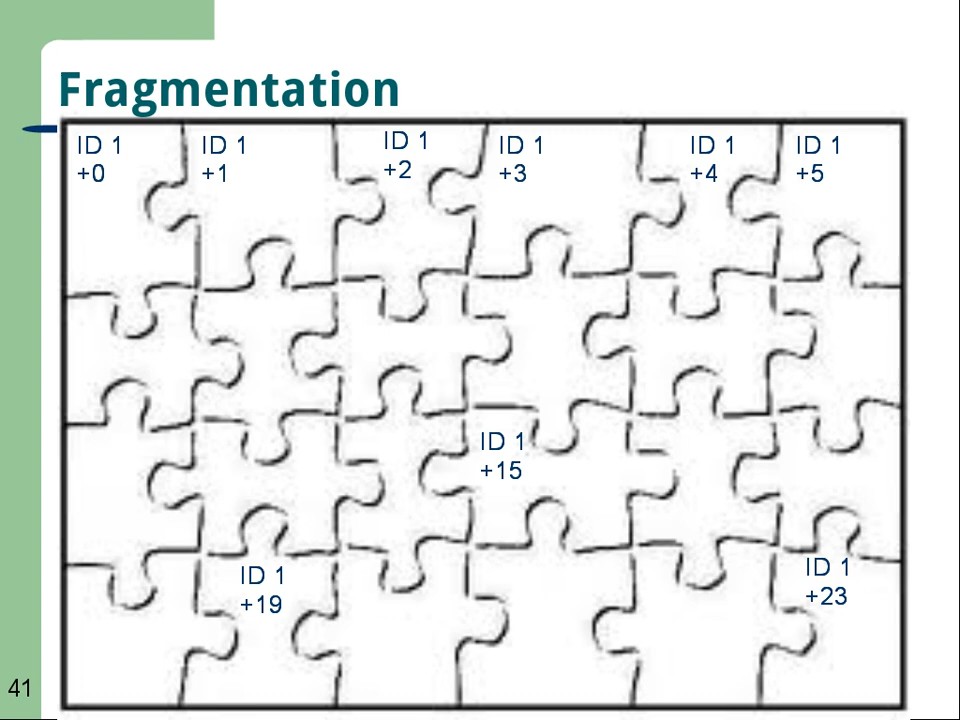 Fragmentation
ID 1
+0
ID 1
+1
ID 1
+2
ID 1
+3
ID 1
+4
ID 1
+5
ID 1
+15
ID 1
+19
ID 1
+23
41